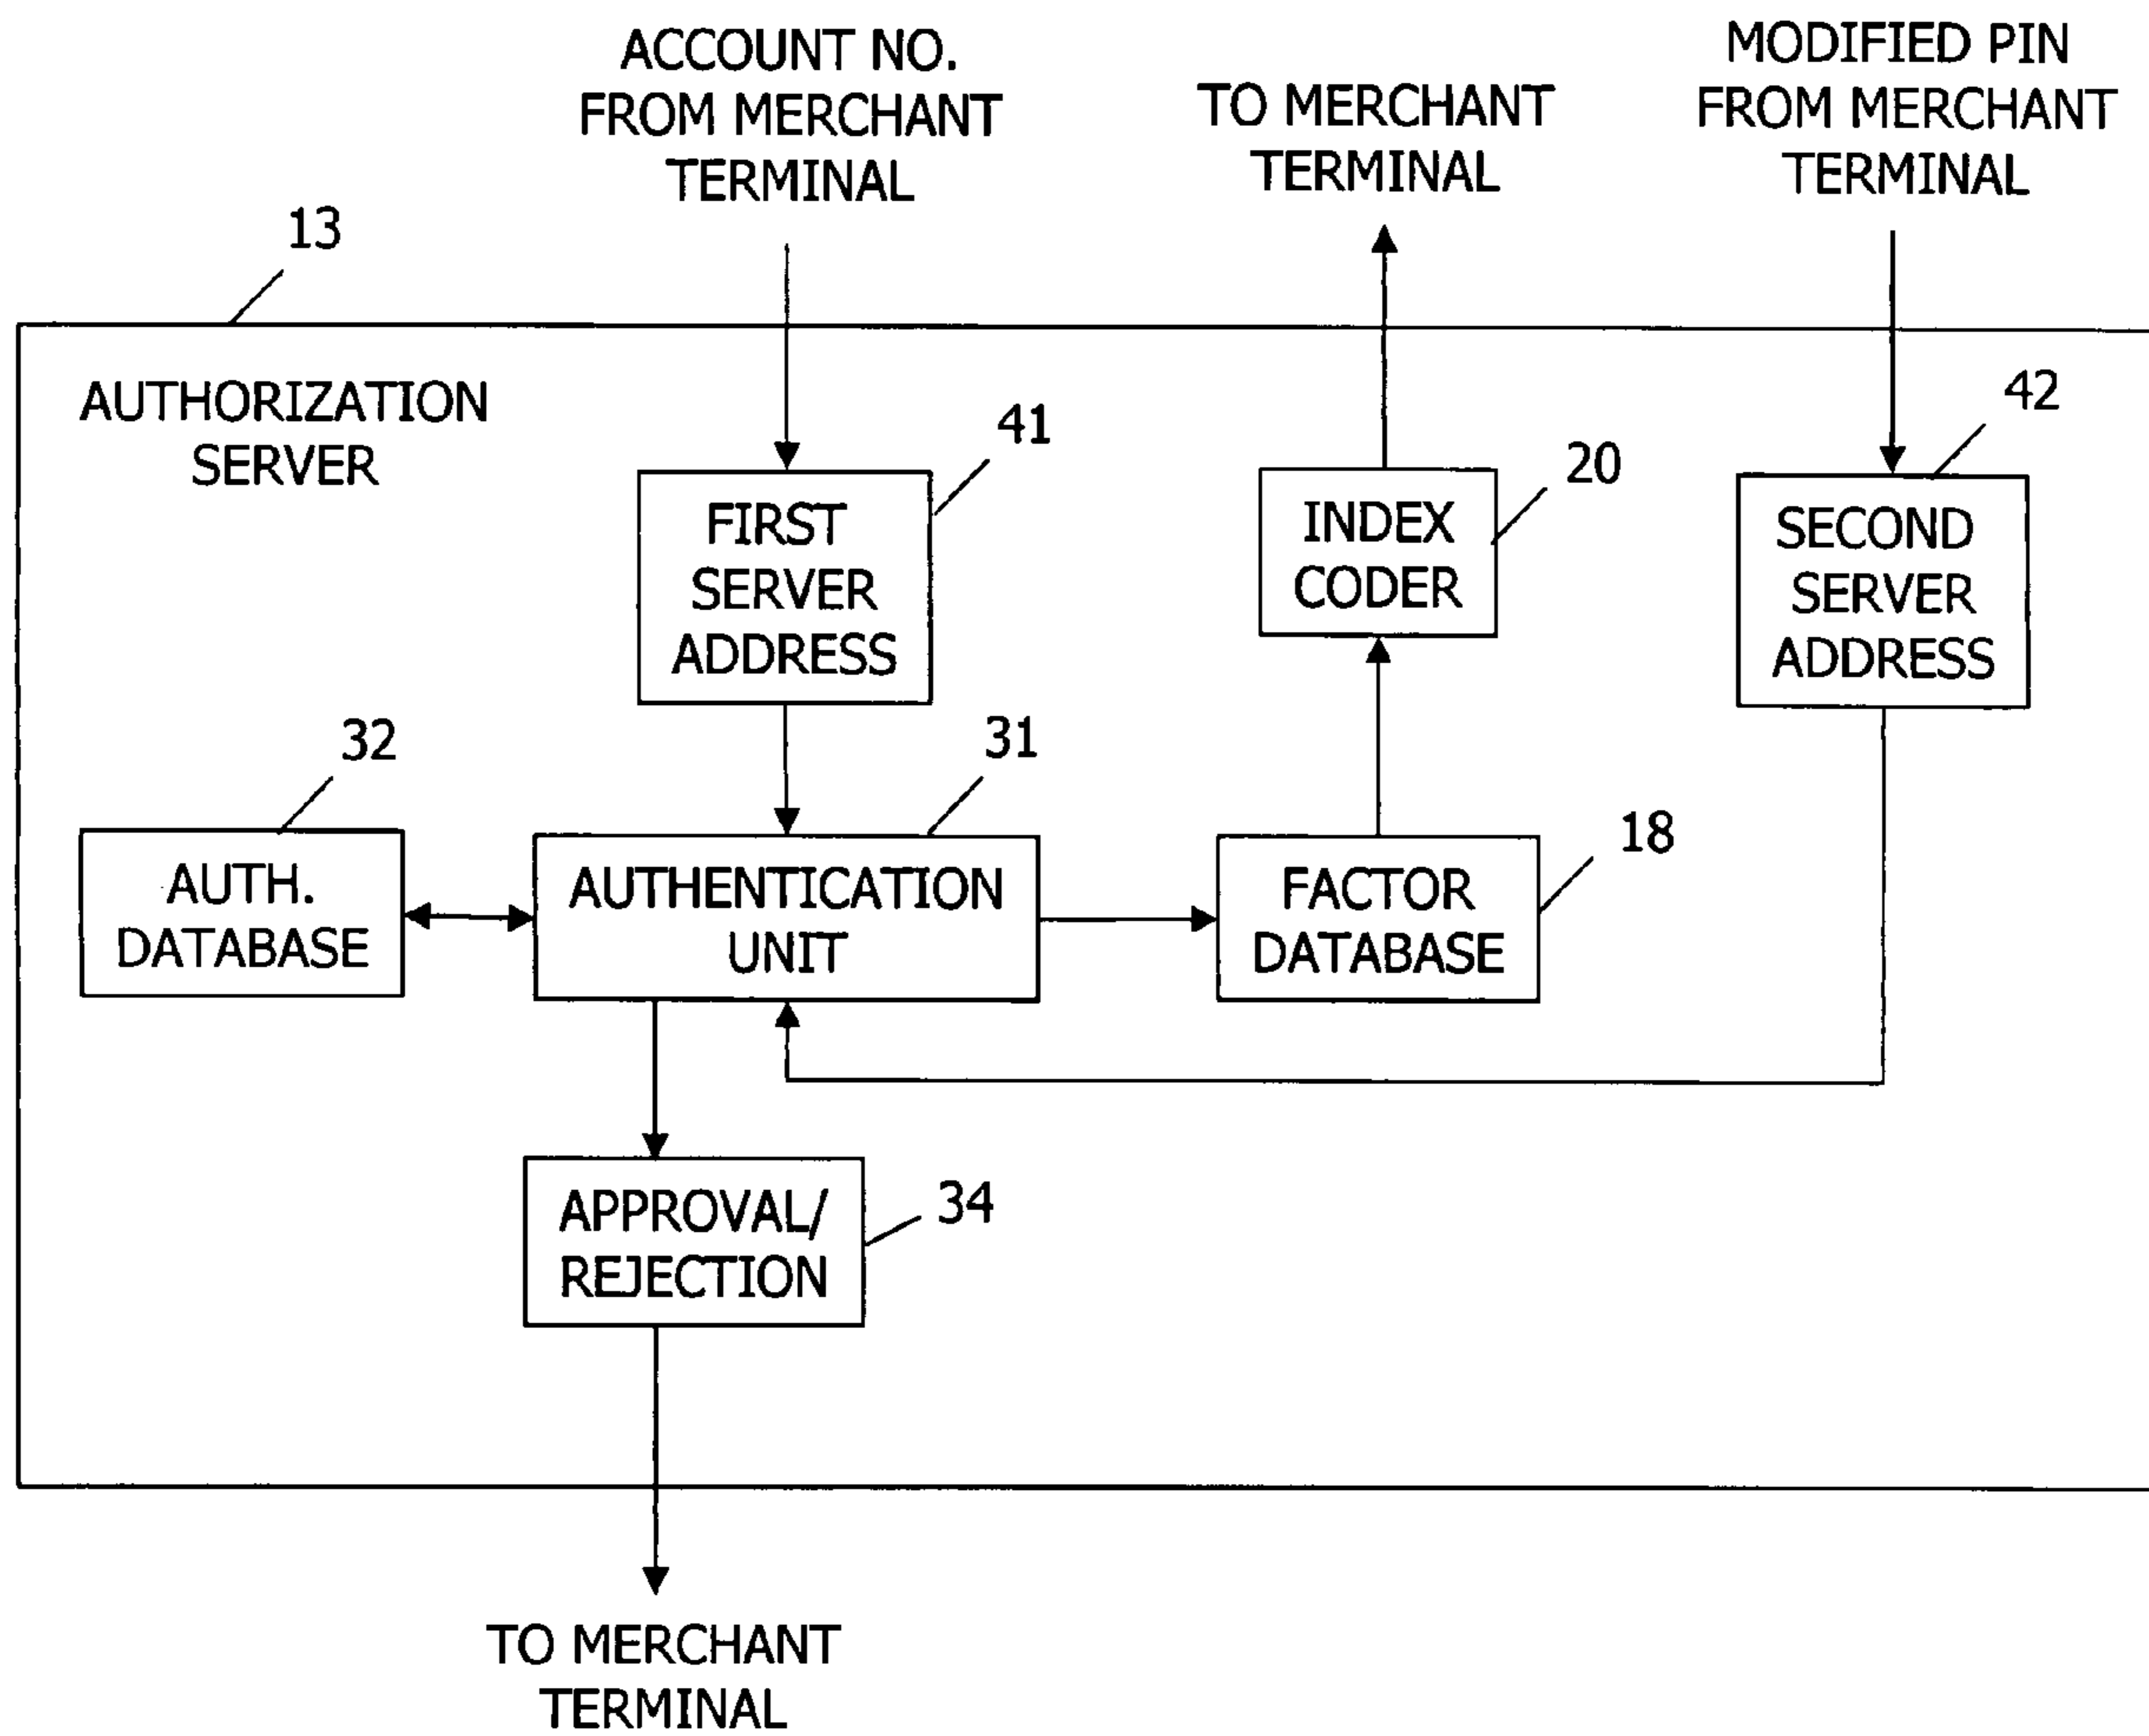 ACCOUNT NO.
FROM MERCHANT
TERMINAL
TO MERCHANT
TERMINAL
MODIFIED PIN
FROM MERCHANT
TERMINAL
13
AUTHORIZATION
SERVER
41
FIRST
SERVER
ADDRESS
20
INDEX
CODER
42
SECOND
SERVER
ADDRESS
32
AUTH.
DATABASE
31
AUTHENTICATION
UNIT
18
FACTOR
DATABASE
APPROVAL/
REJECTION
34
TO MERCHANT
TERMINAL